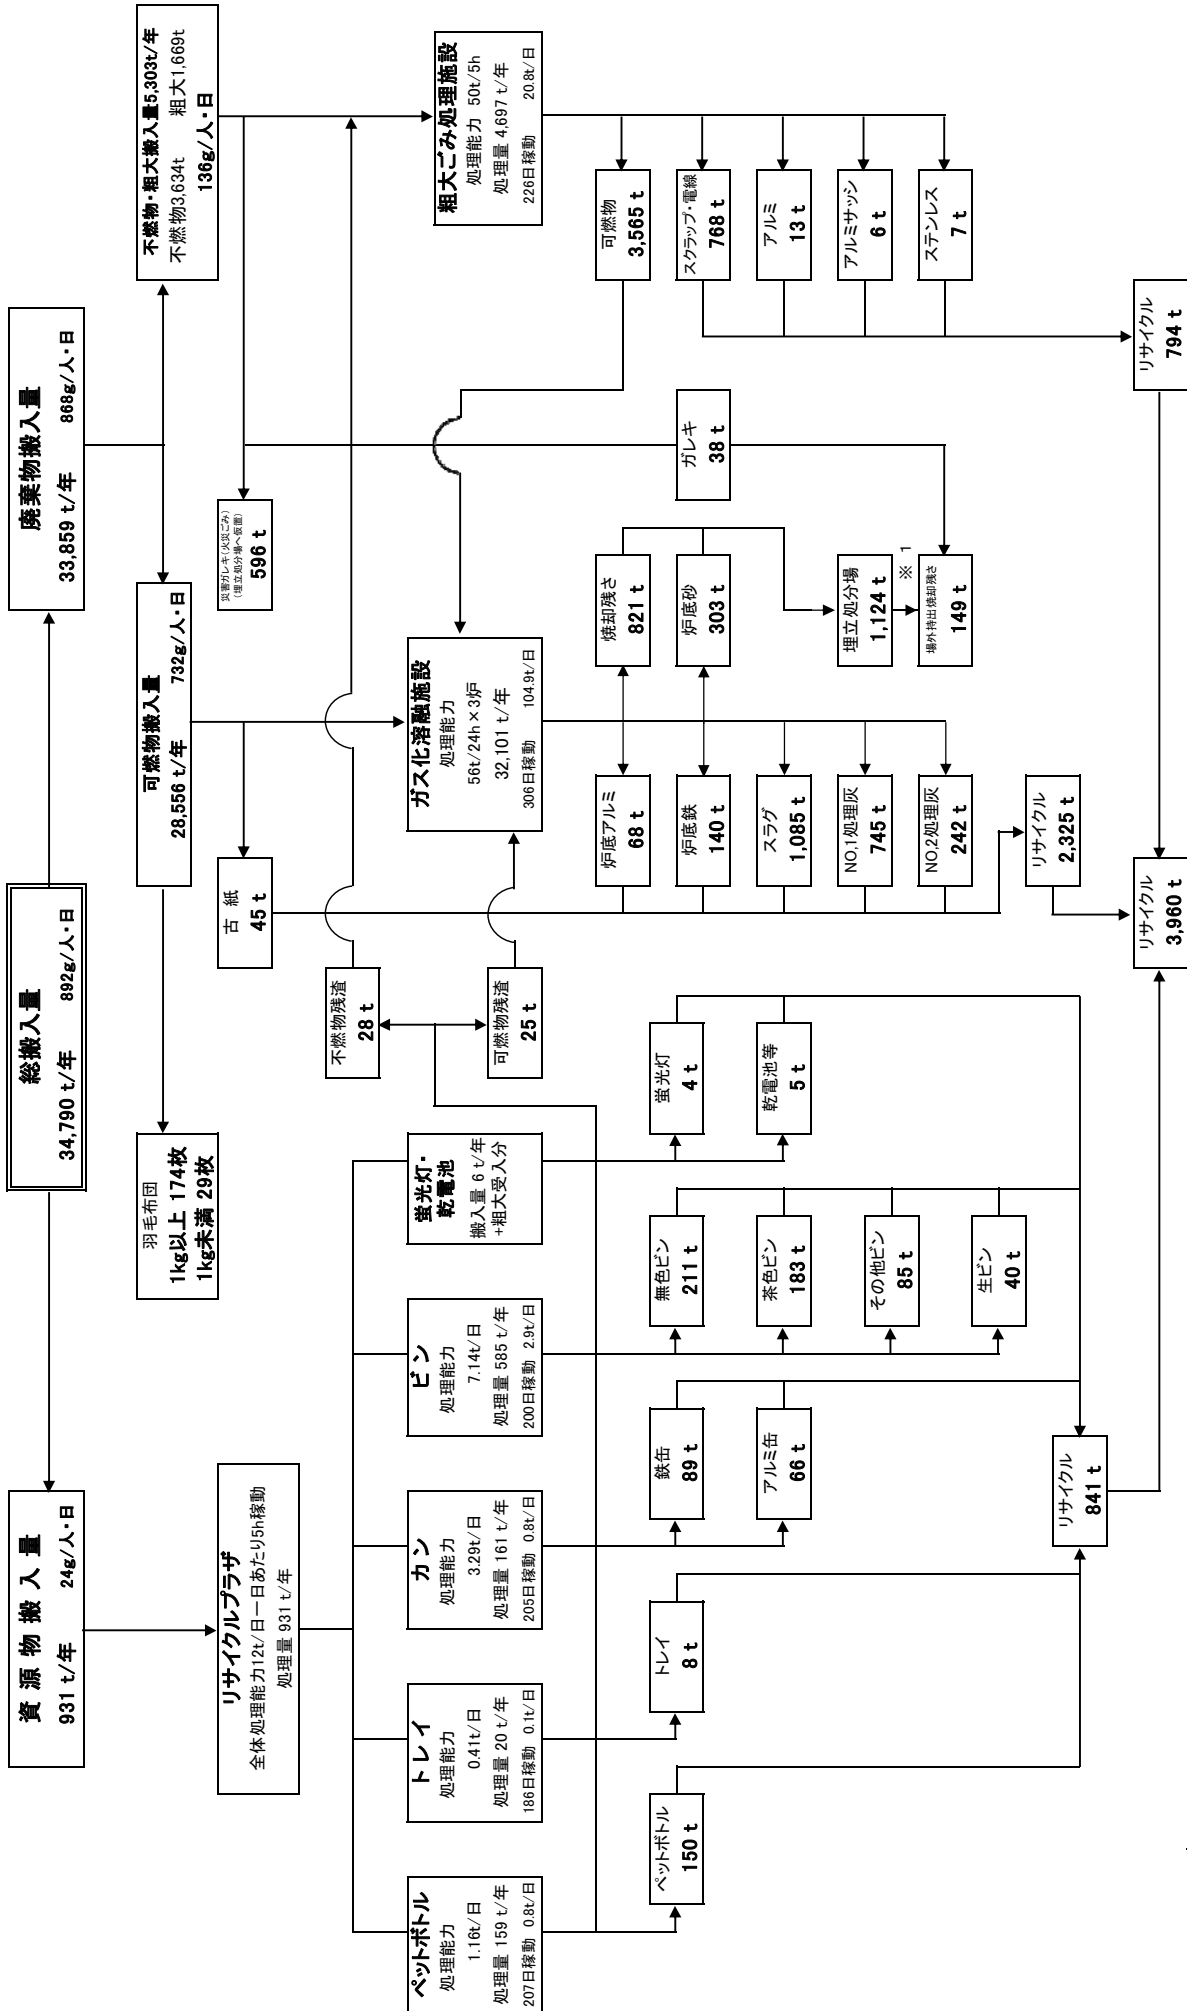 総搬入量
34,790 t/年 892g/人・日
資 源 物 搬 入 量
931 t/年 24g/人・日
廃棄物搬入量
33,859 t/年 868g/人・日
羽毛布団
1kg以上 174枚
1kg未満 29枚
可燃物搬入量
28,556 t/年 732g/人・日
不燃物・粗大搬入量5,303t/年
不燃物3,634t 粗大1,669t
136g/人・日
リサイクルプラザ
全体処理能力12t/日一日あたり5h稼動
処理量 931 t/年
古 紙
45 t
災害ガレキ(火災ごみ)
(埋立処分場へ仮置)
596 t
不燃物残渣
28 t
ペットボトル
処理能力
1.16t/日
処理量 159 t/年
207日稼動 0.8t/日
トレイ
処理能力
0.41t/日
処理量 20 t/年
186日稼動 0.1t/日
カン
処理能力
3.29t/日
処理量 161 t/年
205日稼動 0.8t/日
ビン
処理能力
7.14t/日
処理量 585 t/年
200日稼動 2.9t/日
蛍光灯・
乾電池
搬入量 6 t/年
+粗大受入分
可燃物残渣
25 t
ガス化溶融施設
処理能力
56t/24h×3炉
32,101 t/年
306日稼動 104.9t/日
粗大ごみ処理施設
処理能力 50t/5h
処理量 4,697 t/年
226日稼動 20.8t/日
ペットボトル
150 t
トレイ
8 t
鉄缶
89 t
アルミ缶
66 t
無色ビン
211 t
茶色ビン
183 t
その他ビン
85 t
生ビン
40 t
蛍光灯
4 t
乾電池等
5 t
炉底アルミ
68 t
炉底鉄
140 t
スラグ
1,085 t
NO,1処理灰
745 t
NO,2処理灰
242 t
焼却残さ
821 t
炉底砂
303 t
埋立処分場
1,124 t
※ 1
場外持出焼却残さ
149 t
ガレキ
38 t
可燃物
3,565 t
スクラップ・電線
768 t
アルミ
13 t
アルミサッシ
6 t
ステンレス
7 t
リサイクル
841 t
リサイクル
2,325 t
リサイクル
3,960 t
リサイクル
794 t